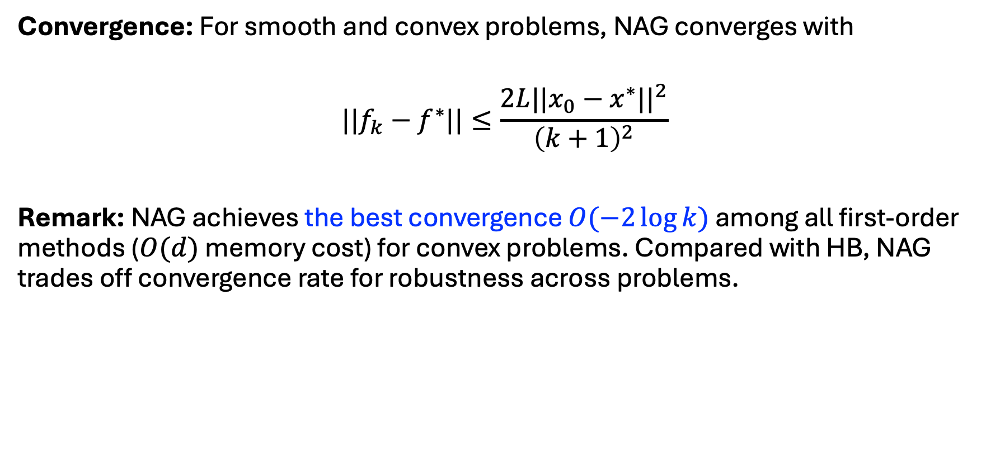 Convergence: For smooth and convex problems, NAG converges with
||f_k − f*|| ≤ \frac{2L||x_0 − x*||^2}{(k + 1)^2}
Remark: NAG achieves the best convergence O(−2 log k) among all first-order
methods (O(d) memory cost) for convex problems. Compared with HB, NAG
trades off convergence rate for robustness across problems.